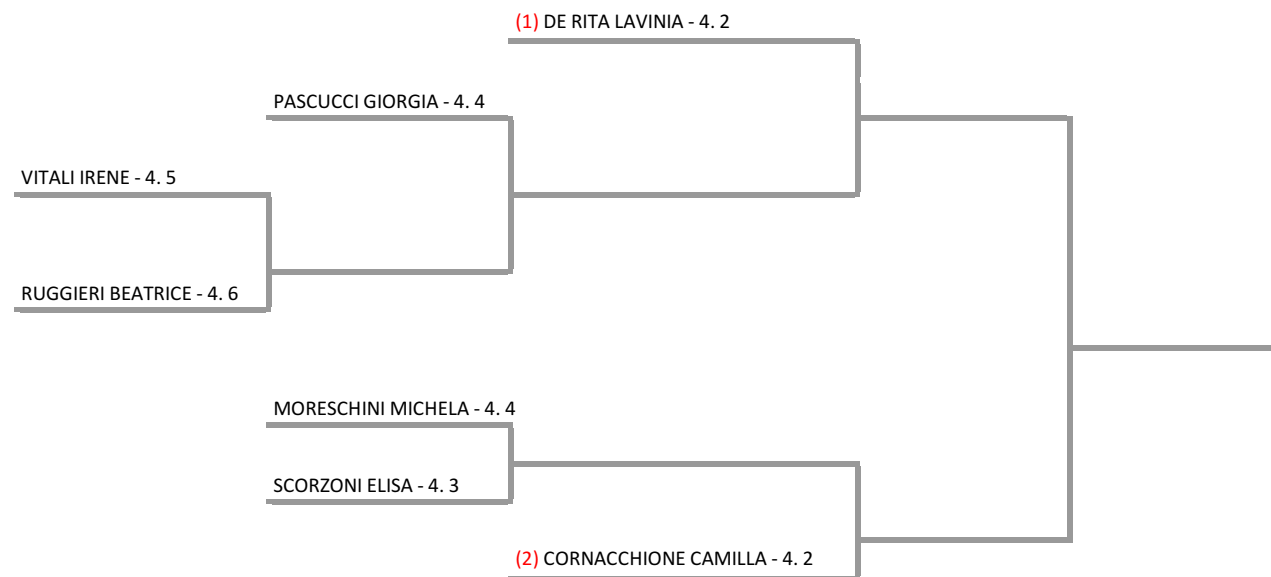 (1) DE RITA LAVINIA - 4. 2
PASCUCCI GIORGIA - 4. 4
VITALI IRENE - 4. 5
RUGGIERI BEATRICE - 4. 6
MORESCHINI MICHELA - 4. 4
SCORZONI ELISA - 4. 3
(2) CORNACCHIONE CAMILLA - 4. 2